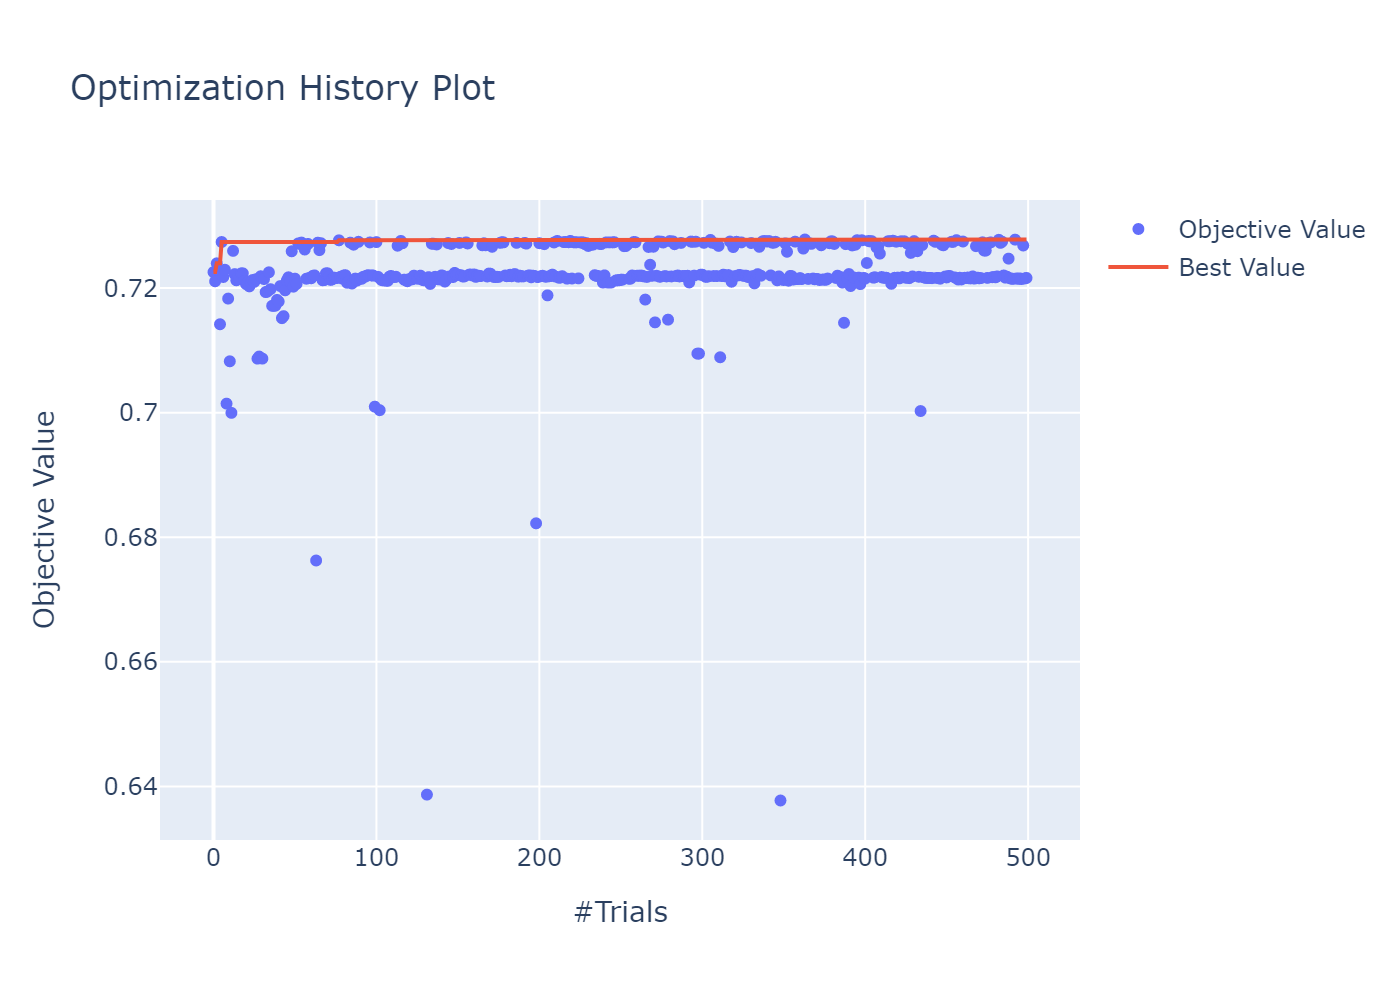 Optimization History Plot
Objective Value
Best Value
Objective Value
0.72
0.7
0.68
0.66
0.64
0
100
200
300
400
500
#Trials